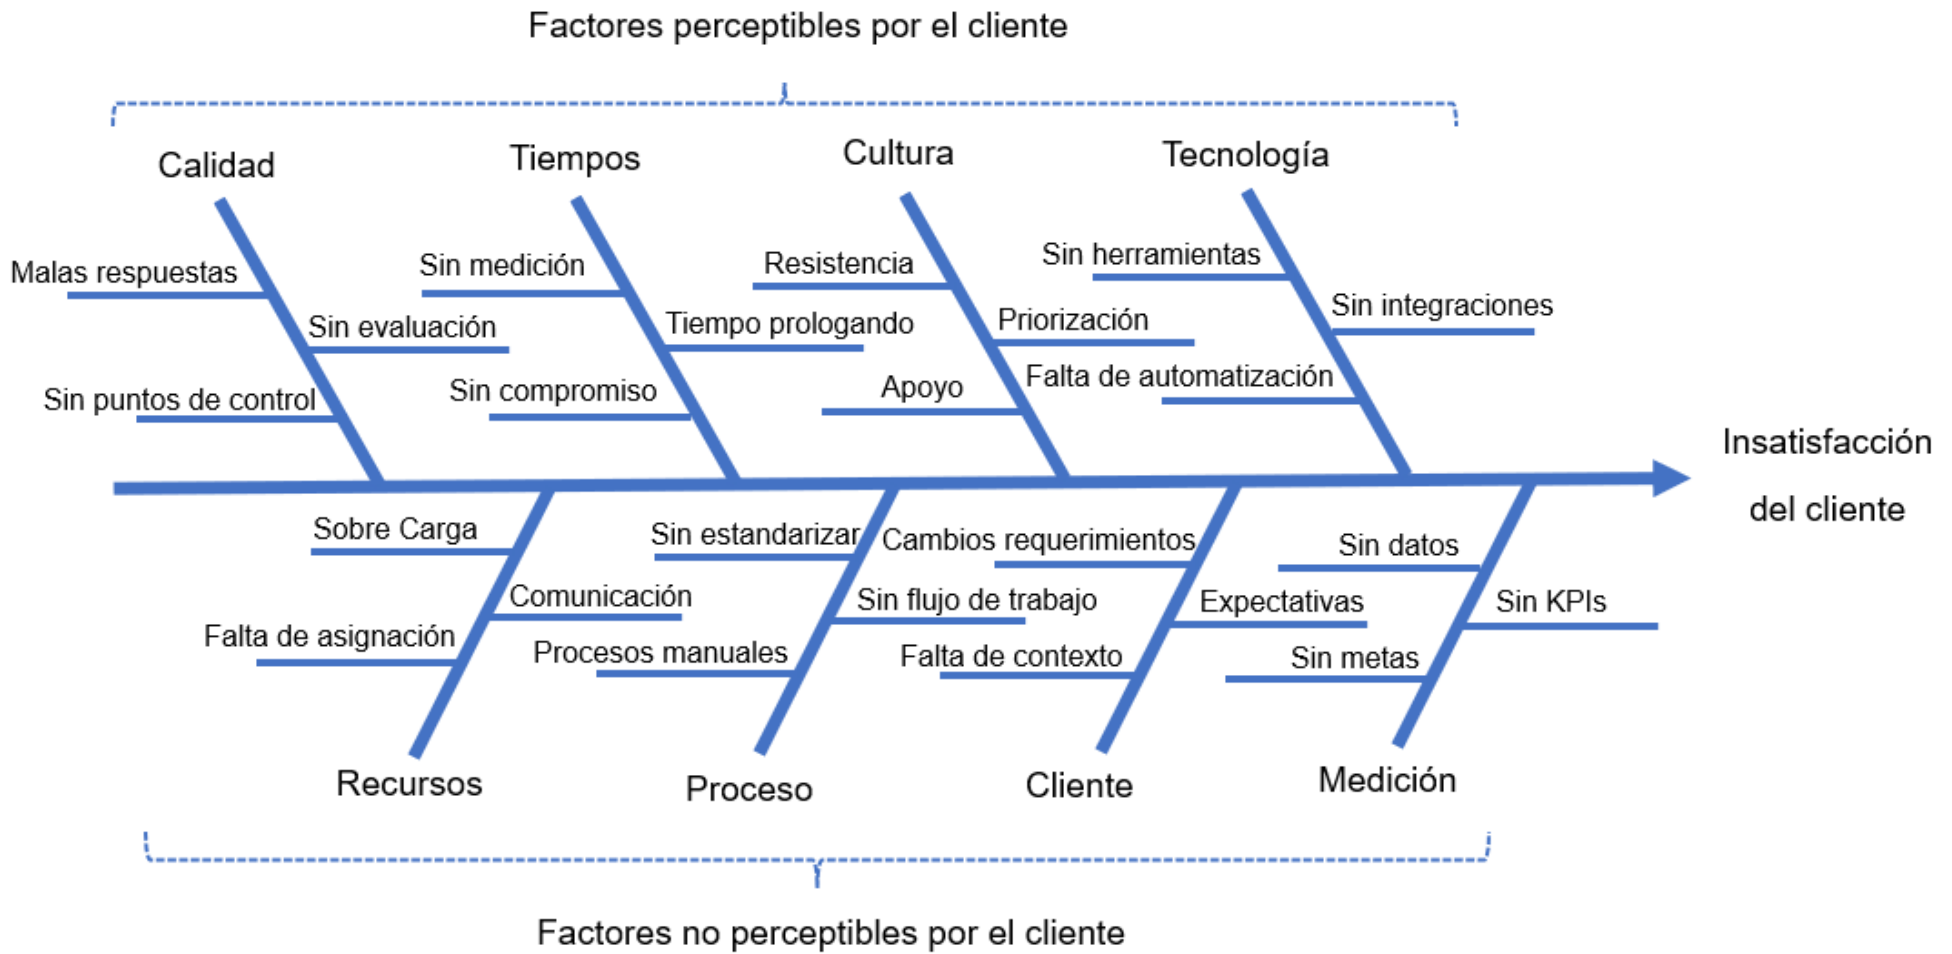 Factores perceptibles por el cliente
Calidad
Tiempos
Cultura
Tecnología
Malas respuestas
Sin evaluación
Sin puntos de control
Sin medición
Tiempo prologando
Sin compromiso
Resistencia
Priorización
Apoyo
Sin herramientas
Sin integraciones
Falta de automatización
Insatisfacción
del cliente
Sobre Carga
Comunicación
Falta de asignación
Sin estandarizar
Sin flujo de trabajo
Procesos manuales
Cambios requerimientos
Expectativas
Falta de contexto
Sin datos
Sin KPIs
Sin metas
Recursos
Proceso
Cliente
Medición
Factores no perceptibles por el cliente